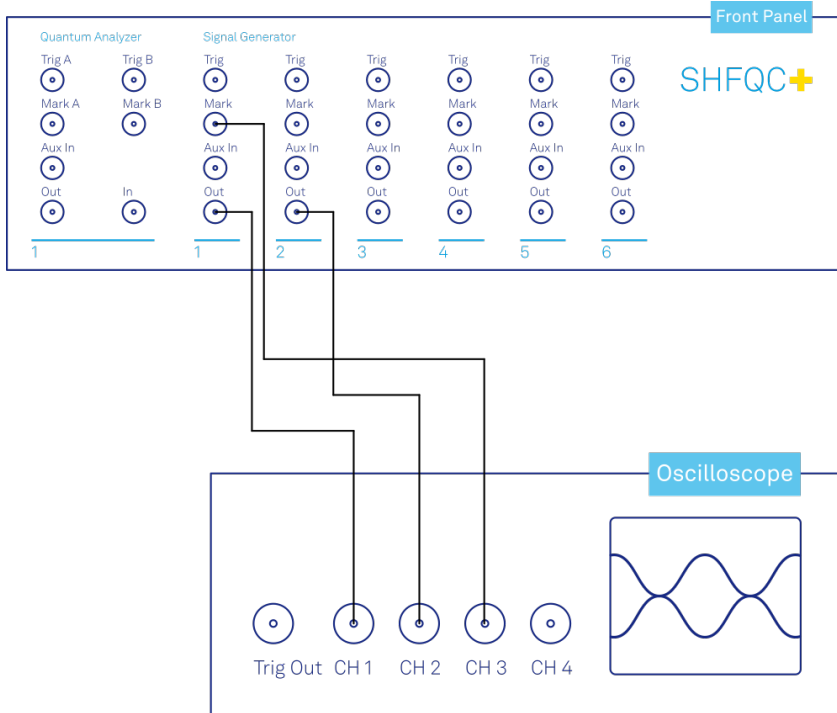 Front Panel
Quantum Analyzer Signal Generator
Trig A Trig B Trig Trig Trig Trig Trig Trig
SHFQC+
Mark A Mark B Mark Mark Mark Mark Mark Mark
Aux In Aux In Aux In Aux In Aux In Aux In Aux In
Out In Out Out Out Out Out Out
1 1 2 3 4 5 6
Oscilloscope
Trig Out CH 1 CH 2 CH 3 CH 4